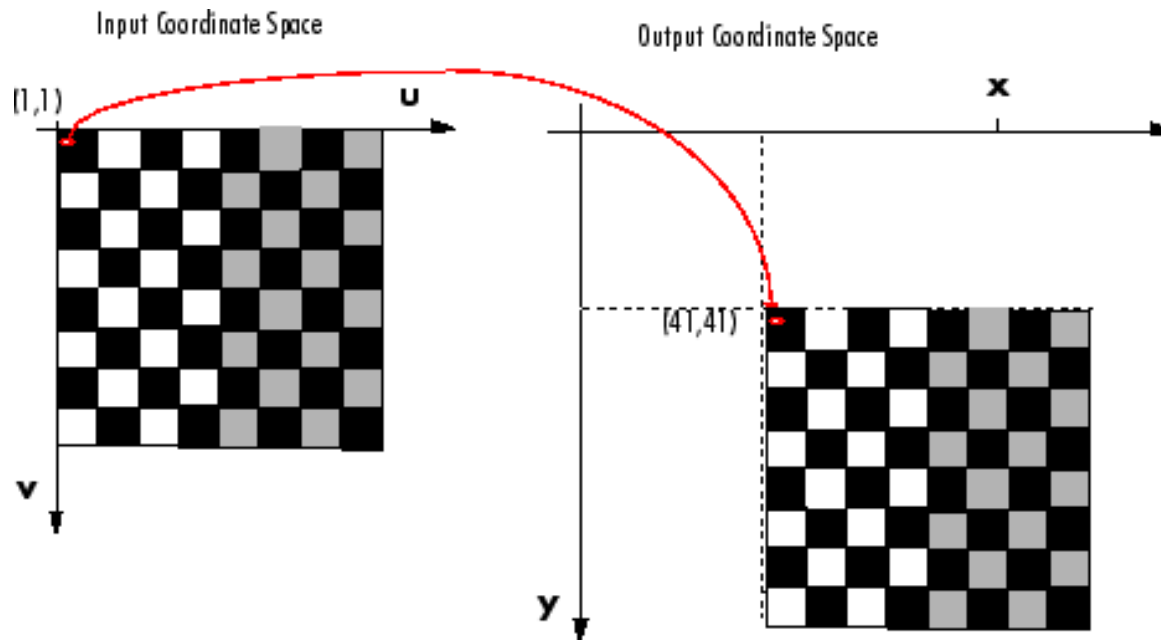 Input Coordinate Space
Output Coordinate Space
(1,1)
u
x
(41,41)
v
y